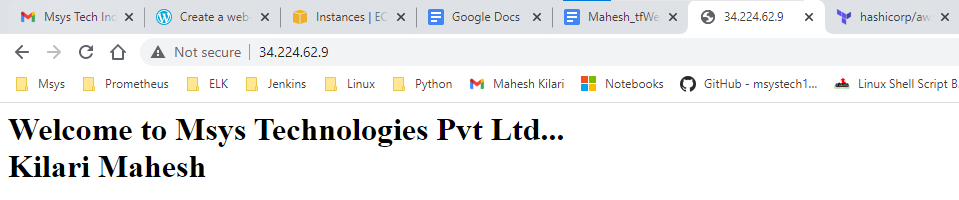 Msys Tech Inc
Create a web
Instances | EC
Google Docs
Mahesh_tfWe
34.224.62.9
hashicorp/aw
Not secure
34.224.62.9
Msys
Prometheus
ELK
Jenkins
Linux
Python
Mahesh Kilari
Notebooks
GitHub - msystech1...
Linux Shell Script B
Welcome to Msys Technologies Pvt Ltd...
Kilari Mahesh